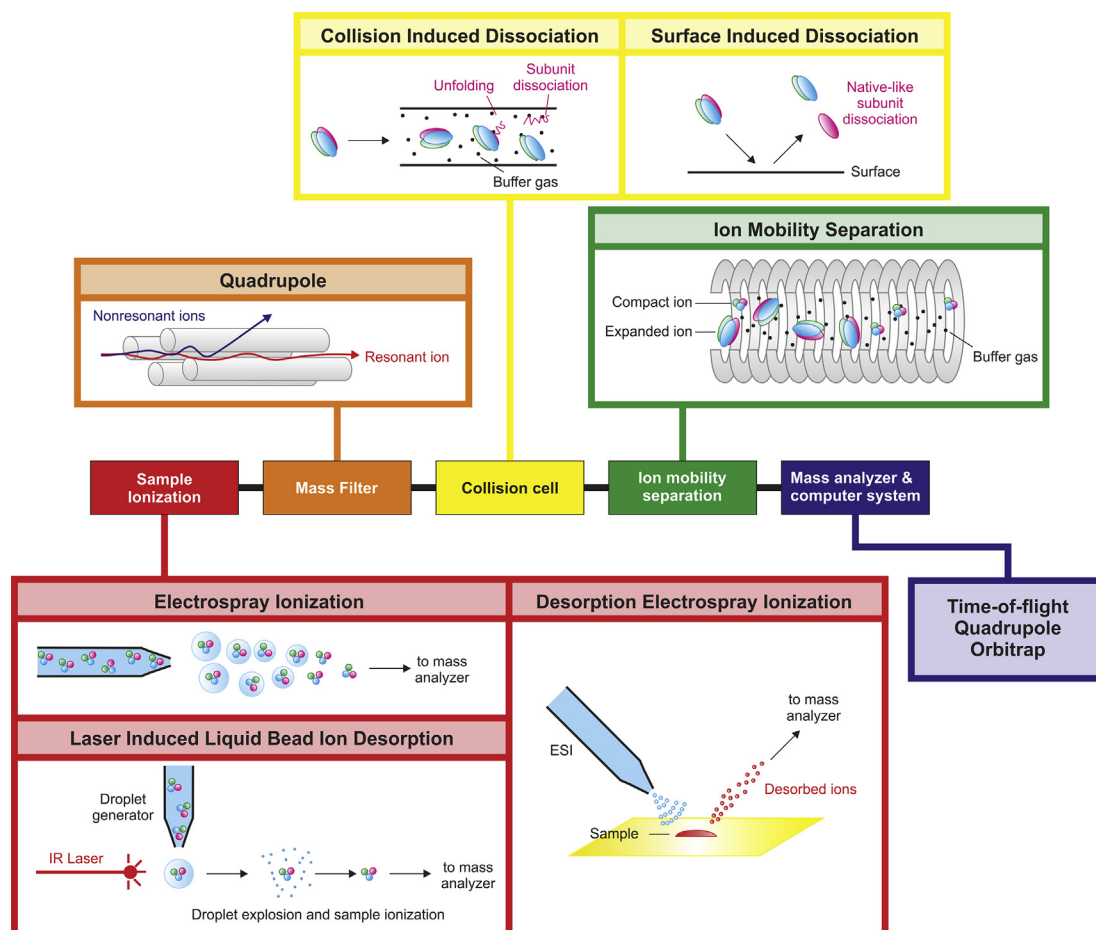 Collision Induced Dissociation
Surface Induced Dissociation
Unfolding
Subunit
dissociation
Buffer gas
Native-like
subunit
dissociation
Surface
Ion Mobility Separation
Compact ion
Expanded ion
Buffer gas
Quadrupole
Nonresonant ions
Resonant ion
Sample
Ionization
Mass Filter
Collision cell
Ion mobility
separation
Mass analyzer &
computer system
Time-of-flight
Quadrupole
Orbitrap
Electrospray Ionization
to mass
analyzer
Laser Induced Liquid Bead Ion Desorption
Droplet
generator
IR Laser
to mass
analyzer
Droplet explosion and sample ionization
Desorption Electrospray Ionization
ESI
to mass
analyzer
Desorbed ions
Sample